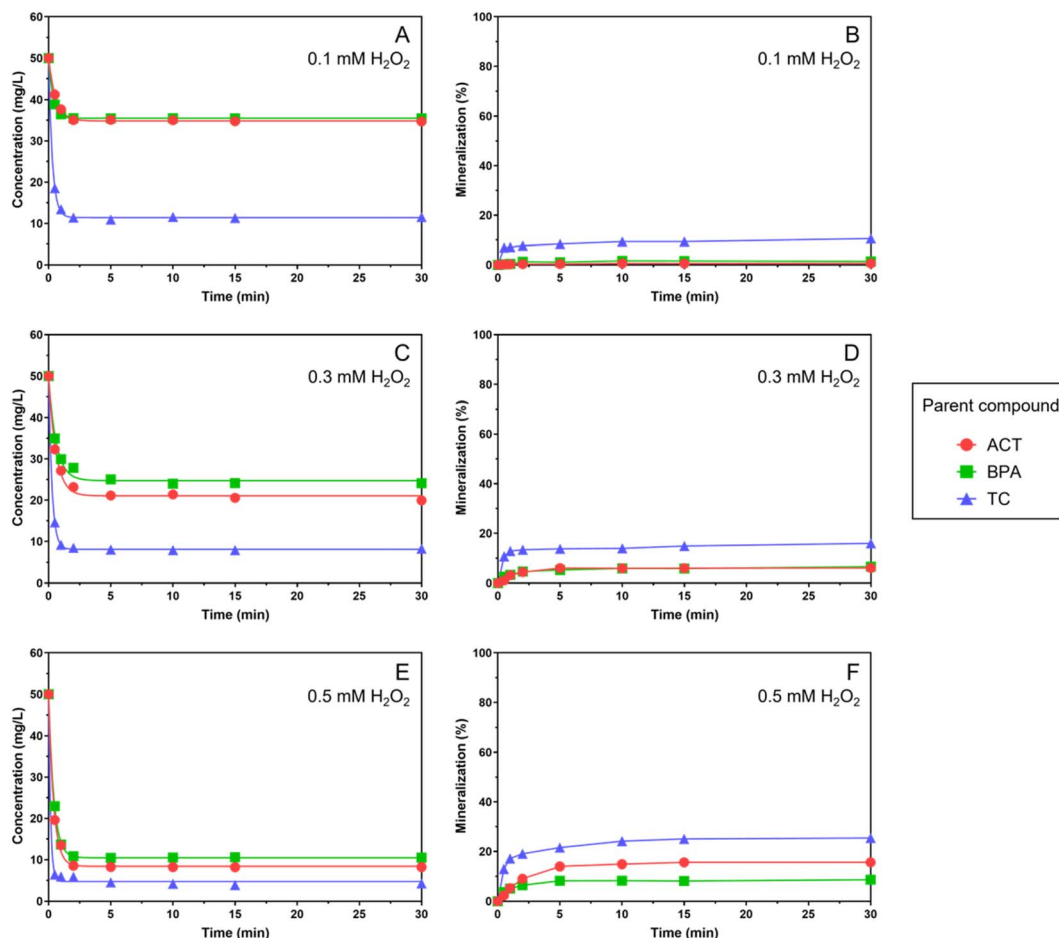 A
0.1 mM H₂O₂
Concentration (mg/L)
60
50
40
30
20
10
0
0 5 10 15 20 25 30
Time (min)
B
0.1 mM H₂O₂
Mineralization (%)
100
80
60
40
20
0
0 5 10 15 20 25 30
Time (min)
C
0.3 mM H₂O₂
Concentration (mg/L)
60
50
40
30
20
10
0
0 5 10 15 20 25 30
Time (min)
D
0.3 mM H₂O₂
Mineralization (%)
100
80
60
40
20
0
0 5 10 15 20 25 30
Time (min)
Parent compound
ACT
BPA
TC
E
0.5 mM H₂O₂
Concentration (mg/L)
60
50
40
30
20
10
0
0 5 10 15 20 25 30
Time (min)
F
0.5 mM H₂O₂
Mineralization (%)
100
80
60
40
20
0
0 5 10 15 20 25 30
Time (min)